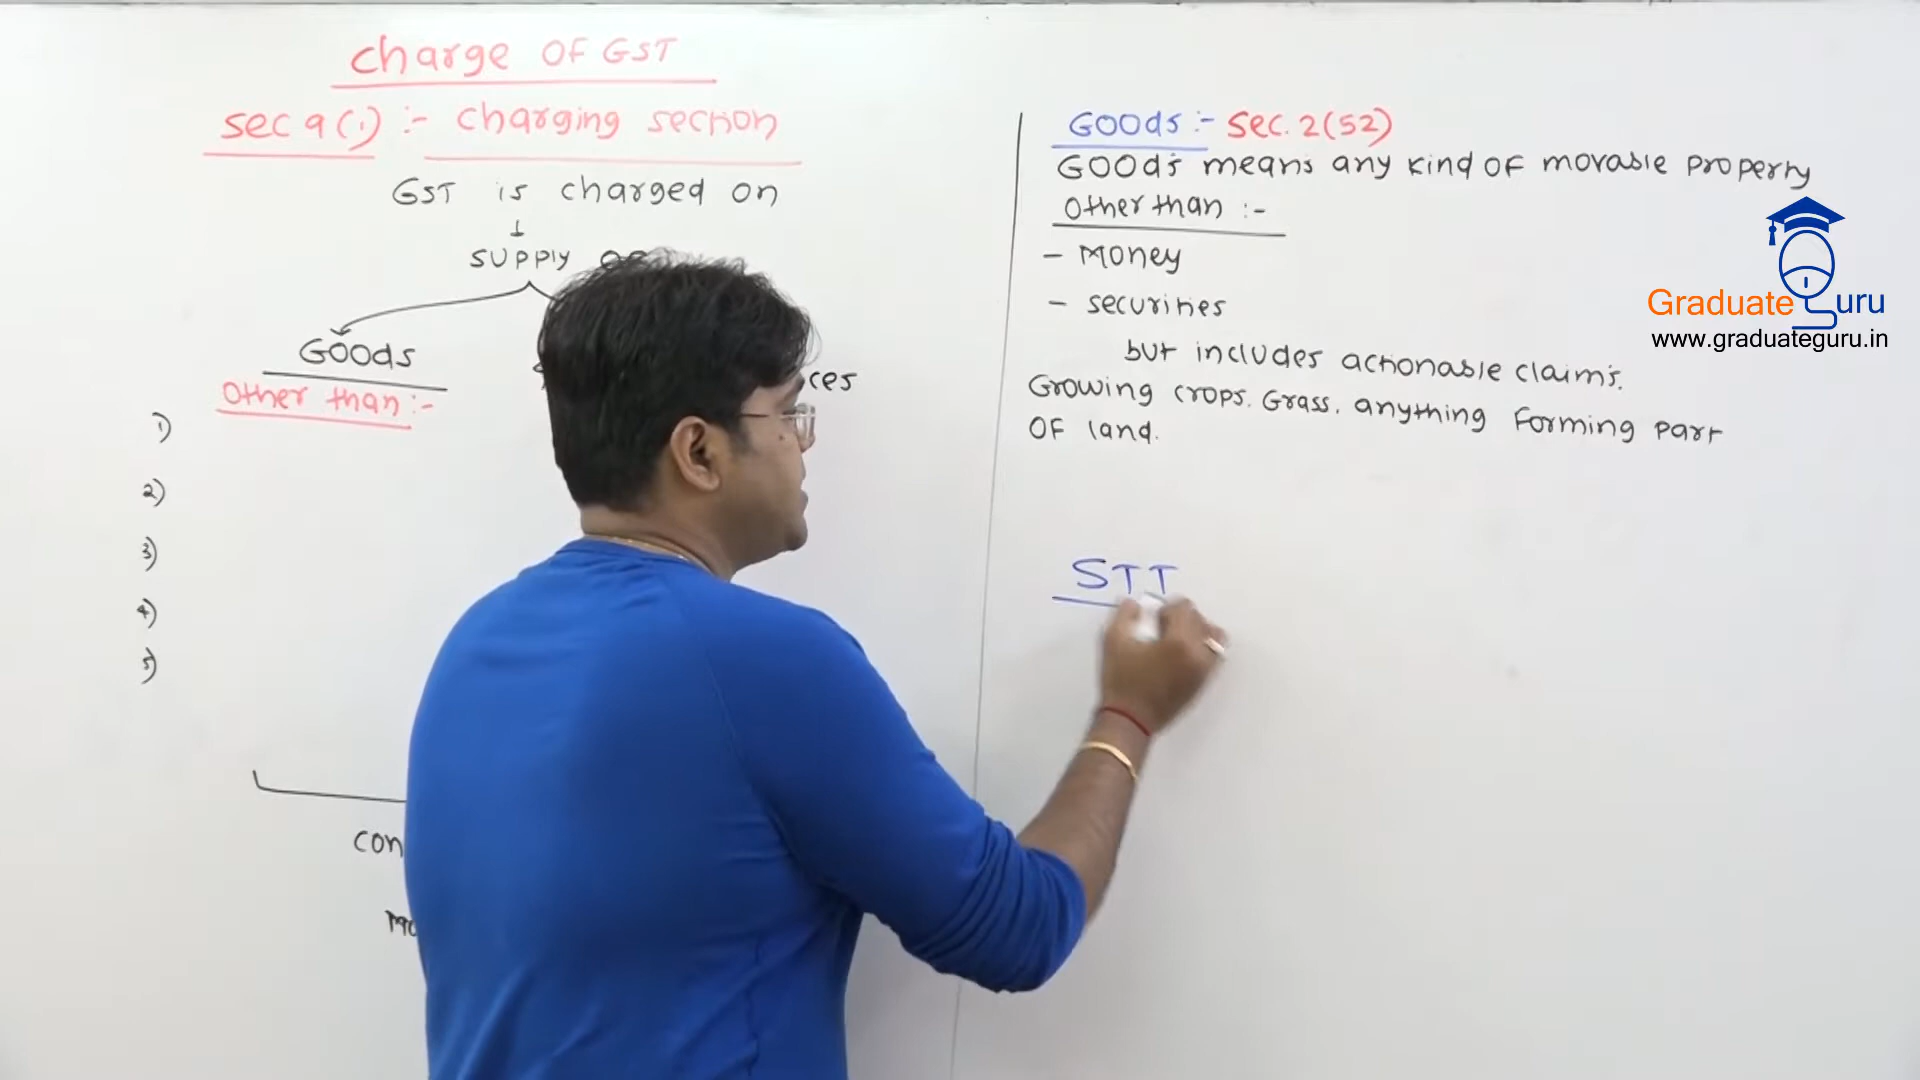 Charge OF GST
Sec 9(1) :- Charging section
GST is charged on
supply
Goods
ces
Other than :-
1)
2)
3)
4)
5)
con
Mo
Goods :- Sec. 2(52)
Goods means any kind of movable property
Other than :-
- Money
- securities
but includes actionable claims.
Growing crops. Grass. anything Forming part
OF land.
STT
Graduate Guru
www.graduateguru.in